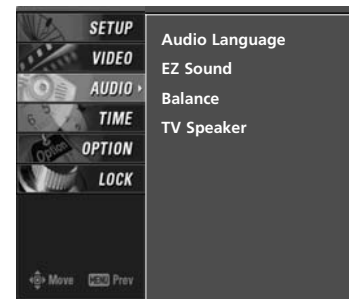 SETUP
VIDEO
AUDIO
TIME
OPTION
LOCK
Move MENU Prev
Audio Language
EZ Sound
Balance
TV Speaker